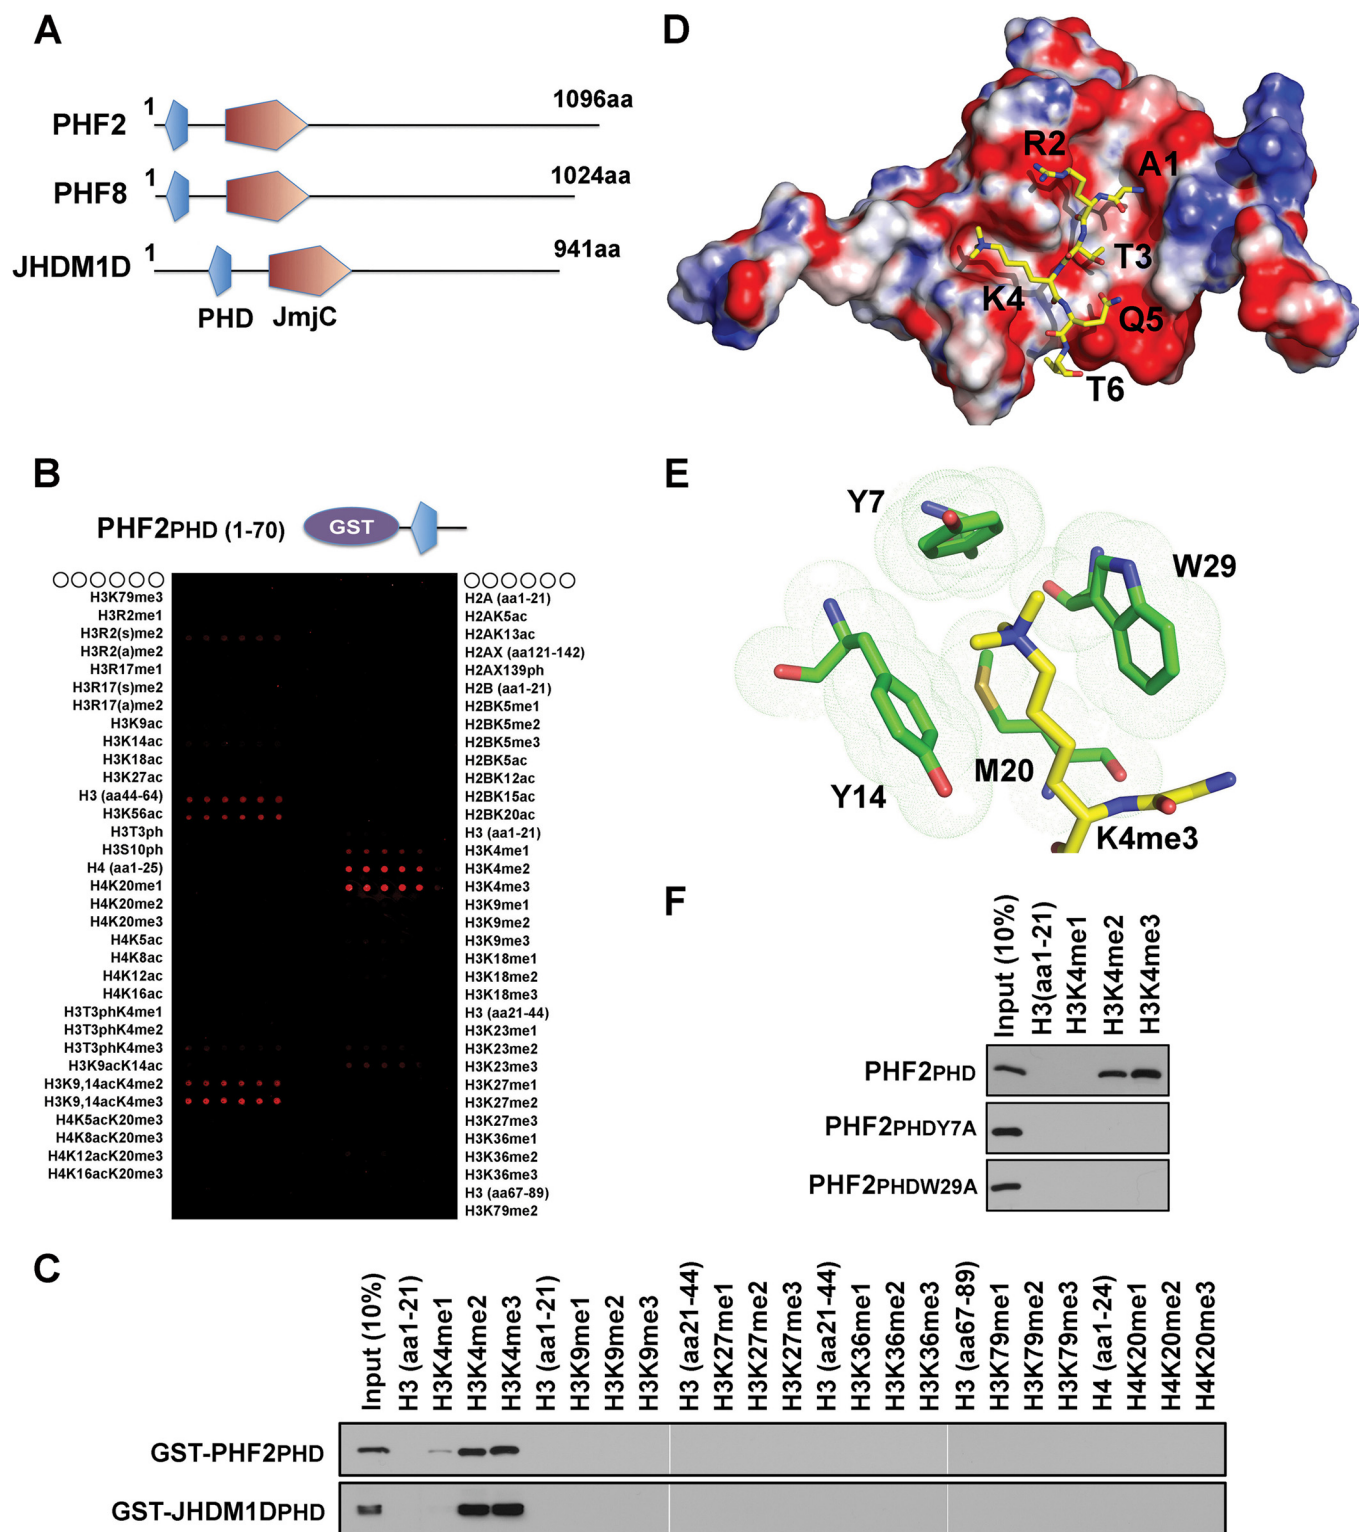 A
1
1096aa
PHF2
1
1024aa
PHF8
1
941aa
JHDM1D
PHD
JmjC
B
PHF2PHD (1-70)
GST
H3K79me3
H3R2me1
H3R2(s)me2
H3R2(a)me2
H3R17me1
H3R17(s)me2
H3R17(a)me2
H3K9ac
H3K14ac
H3K18ac
H3K27ac
H3 (aa44-64)
H3K56ac
H3T3ph
H3S10ph
H4 (aa1-25)
H4K20me1
H4K20me2
H4K20me3
H4K5ac
H4K8ac
H4K12ac
H4K16ac
H3T3phK4me1
H3T3phK4me2
H3T3phK4me3
H3K9acK14ac
H3K9,14acK4me2
H3K9,14acK4me3
H4K5acK20me3
H4K8acK20me3
H4K12acK20me3
H4K16acK20me3
H2A (aa1-21)
H2AK5ac
H2AK13ac
H2AX (aa121-142)
H2AX139ph
H2B (aa1-21)
H2BK5me1
H2BK5me2
H2BK5me3
H2BK5ac
H2BK12ac
H2BK15ac
H2BK20ac
H3 (aa1-21)
H3K4me1
H3K4me2
H3K4me3
H3K9me1
H3K9me2
H3K9me3
H3K18me1
H3K18me2
H3K18me3
H3 (aa21-44)
H3K23me1
H3K23me2
H3K23me3
H3K27me1
H3K27me2
H3K27me3
H3K36me1
H3K36me2
H3K36me3
H3 (aa67-89)
H3K79me2
C
Input (10%)
H3 (aa1-21)
H3K4me1
H3K4me2
H3K4me3
H3 (aa1-21)
H3K9me1
H3K9me2
H3K9me3
H3 (aa21-44)
H3K27me1
H3K27me2
H3K27me3
H3 (aa21-44)
H3K36me1
H3K36me2
H3K36me3
H3 (aa67-89)
H3K79me1
H3K79me2
H3K79me3
H4 (aa1-24)
H4K20me1
H4K20me2
H4K20me3
GST-PHF2PHD
GST-JHDM1DPHD
D
R2
A1
T3
K4
Q5
T6
E
Y7
W29
M20
Y14
K4me3
F
Input (10%)
H3(aa1-21)
H3K4me1
H3K4me2
H3K4me3
PHF2PHD
PHF2PHDY7A
PHF2PHDW29A